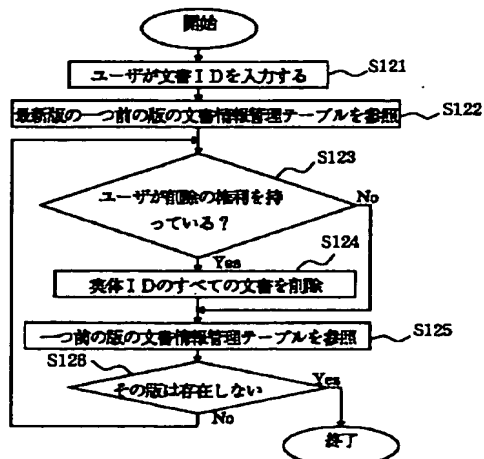 開始
ユーザが文書IDを入力する
S121
最新版の一つ前の版の文書情報管理テーブルを参照
S122
S123
ユーザが削除の権利を持
っている?
No
S124
Yes
実体IDのすべての文書を削除
一つ前の版の文書情報管理テーブルを参照
S125
S126
その版は存在しない
Yes
No
終了